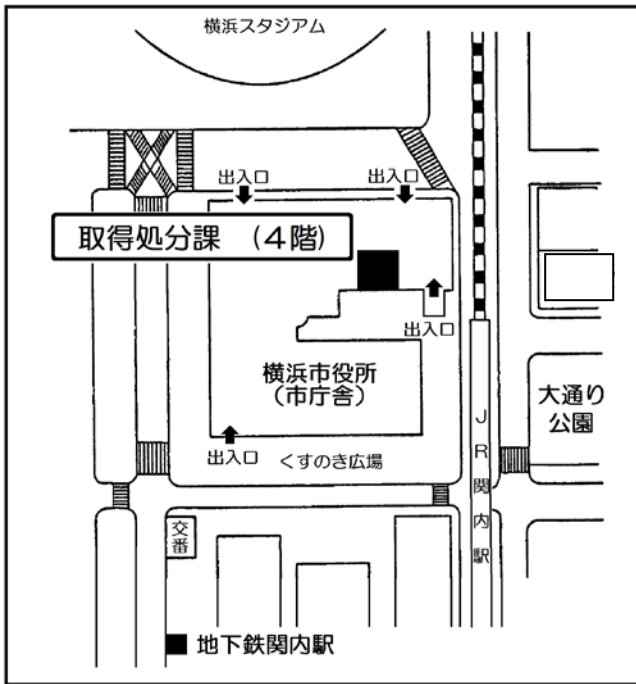 横浜スタジアム
出入口
出入口
取得処分課 （４階）
出入口
横浜市役所
（市庁舎）
大通り
公園
出入口
くすのき広場
ＪＲ関内駅
交番
■ 地下鉄関内駅